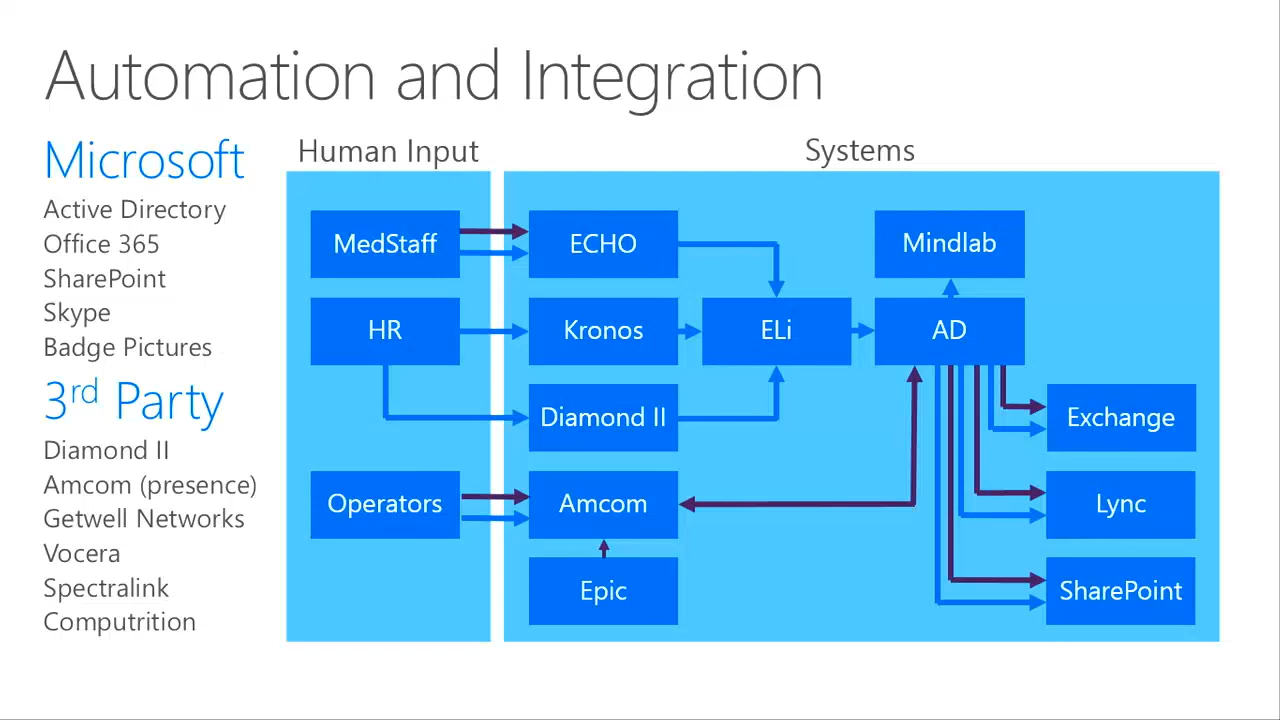 Automation and Integration
Microsoft
Active Directory
Office 365
SharePoint
Skype
Badge Pictures
3rd Party
Diamond II
Amcom (presence)
Getwell Networks
Vocera
Spectralink
Computrition
Human Input
Systems
MedStaff
ECHO
Mindlab
HR
Kronos
ELi
AD
Diamond II
Exchange
Operators
Amcom
Lync
Epic
SharePoint